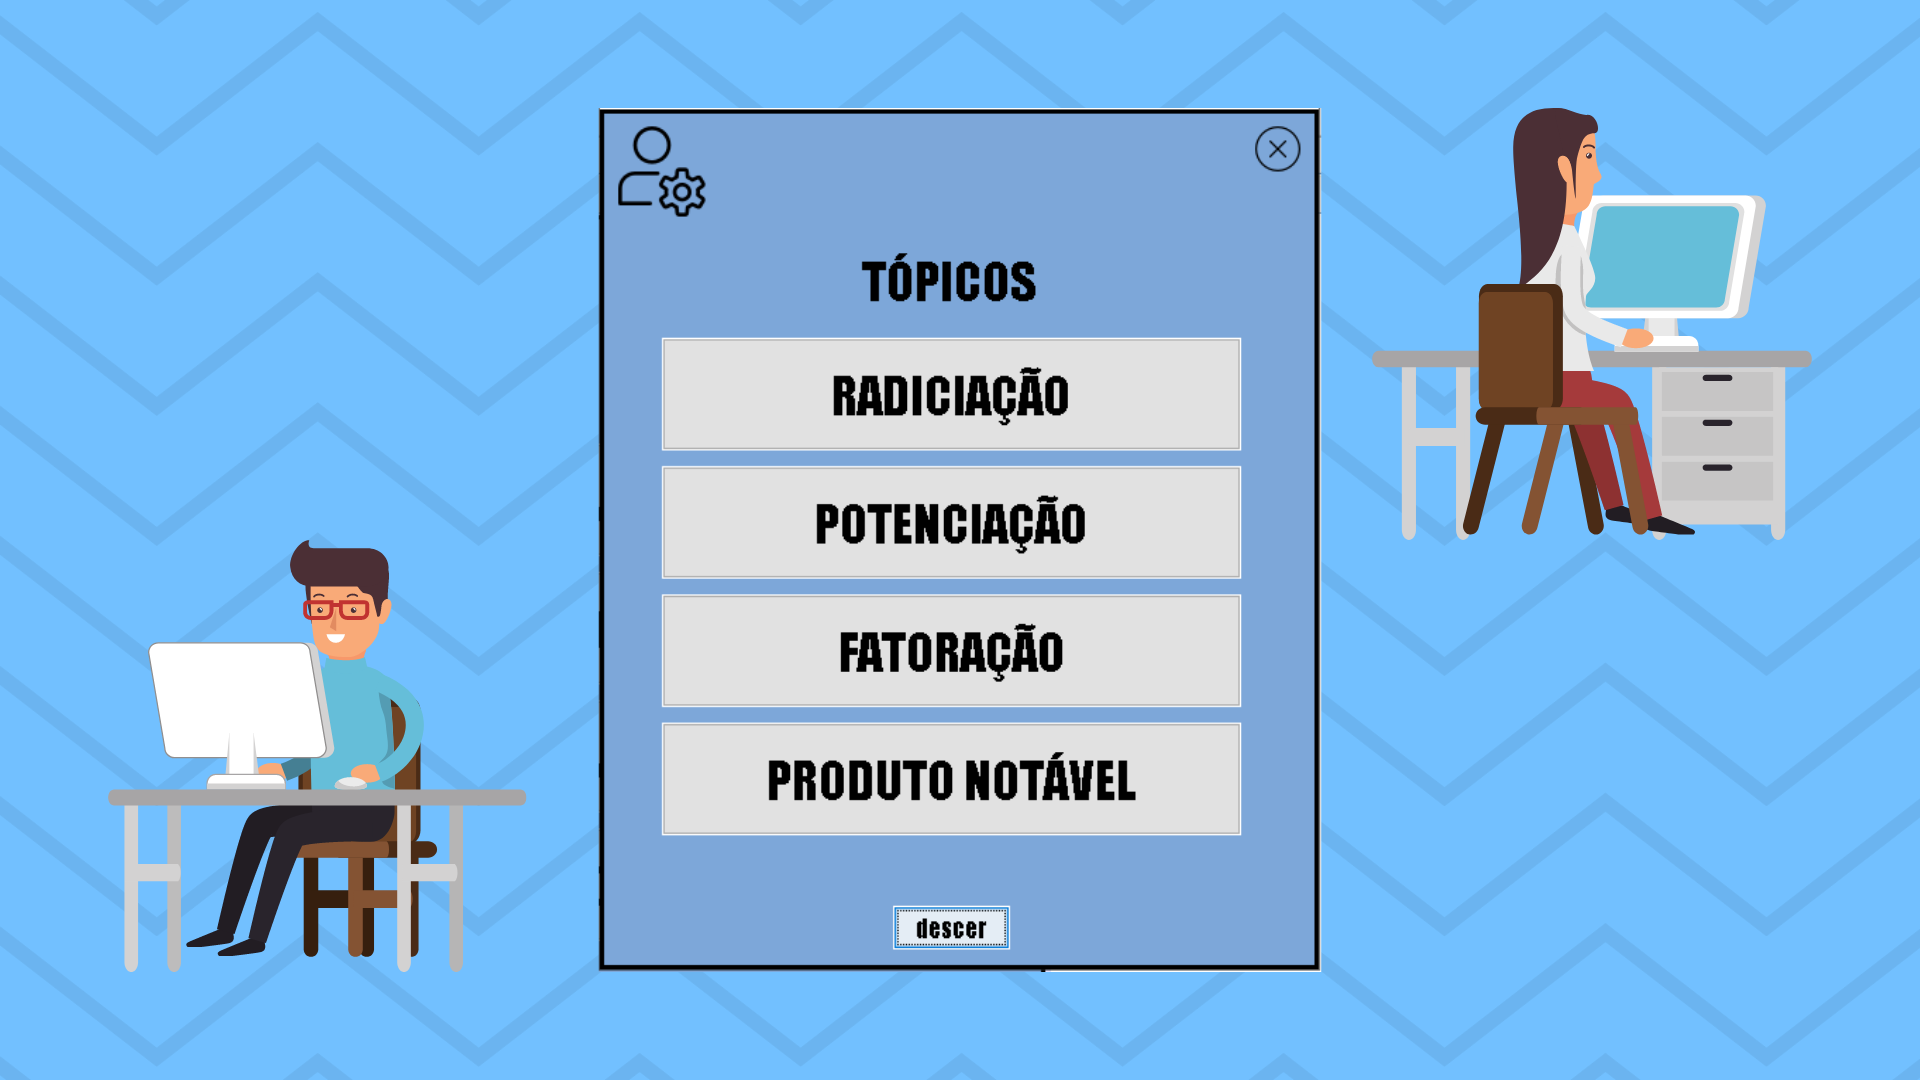 TÓPICOS
RADICIAÇÃO
POTENCIAÇÃO
FATORAÇÃO
PRODUTO NOTÁVEL
descer